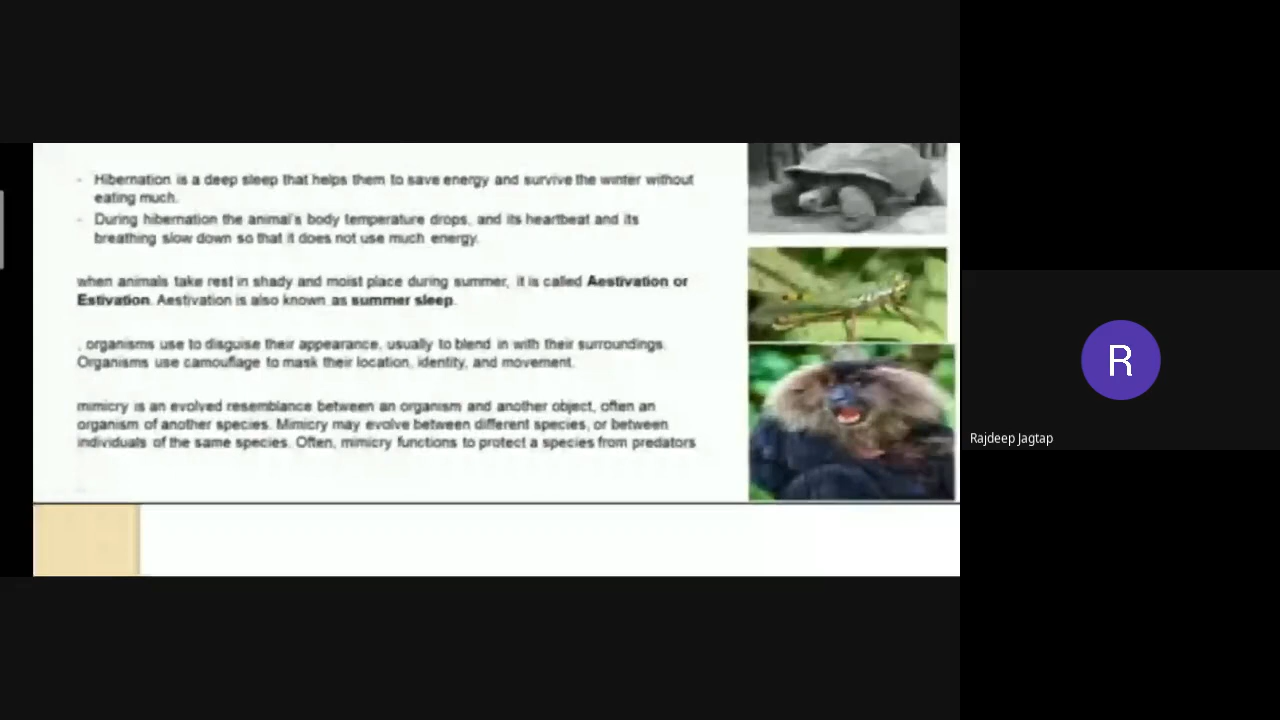 - Hibernation is a deep sleep that helps them to save energy and survive the winter without
eating much.
- During hibernation the animal's body temperature drops, and its heartbeat and its
breathing slow down so that it does not use much energy.
when animals take rest in shady and moist place during summer, it is called Aestivation or
Estivation. Aestivation is also known as summer sleep.
. organisms use to disguise their appearance, usually to blend in with their surroundings.
Organisms use camouflage to mask their location, identity, and movement.
mimicry is an evolved resemblance between an organism and another object, often an
organism of another species. Mimicry may evolve between different species, or between
individuals of the same species. Often, mimicry functions to protect a species from predators
R
Rajdeep Jagtap